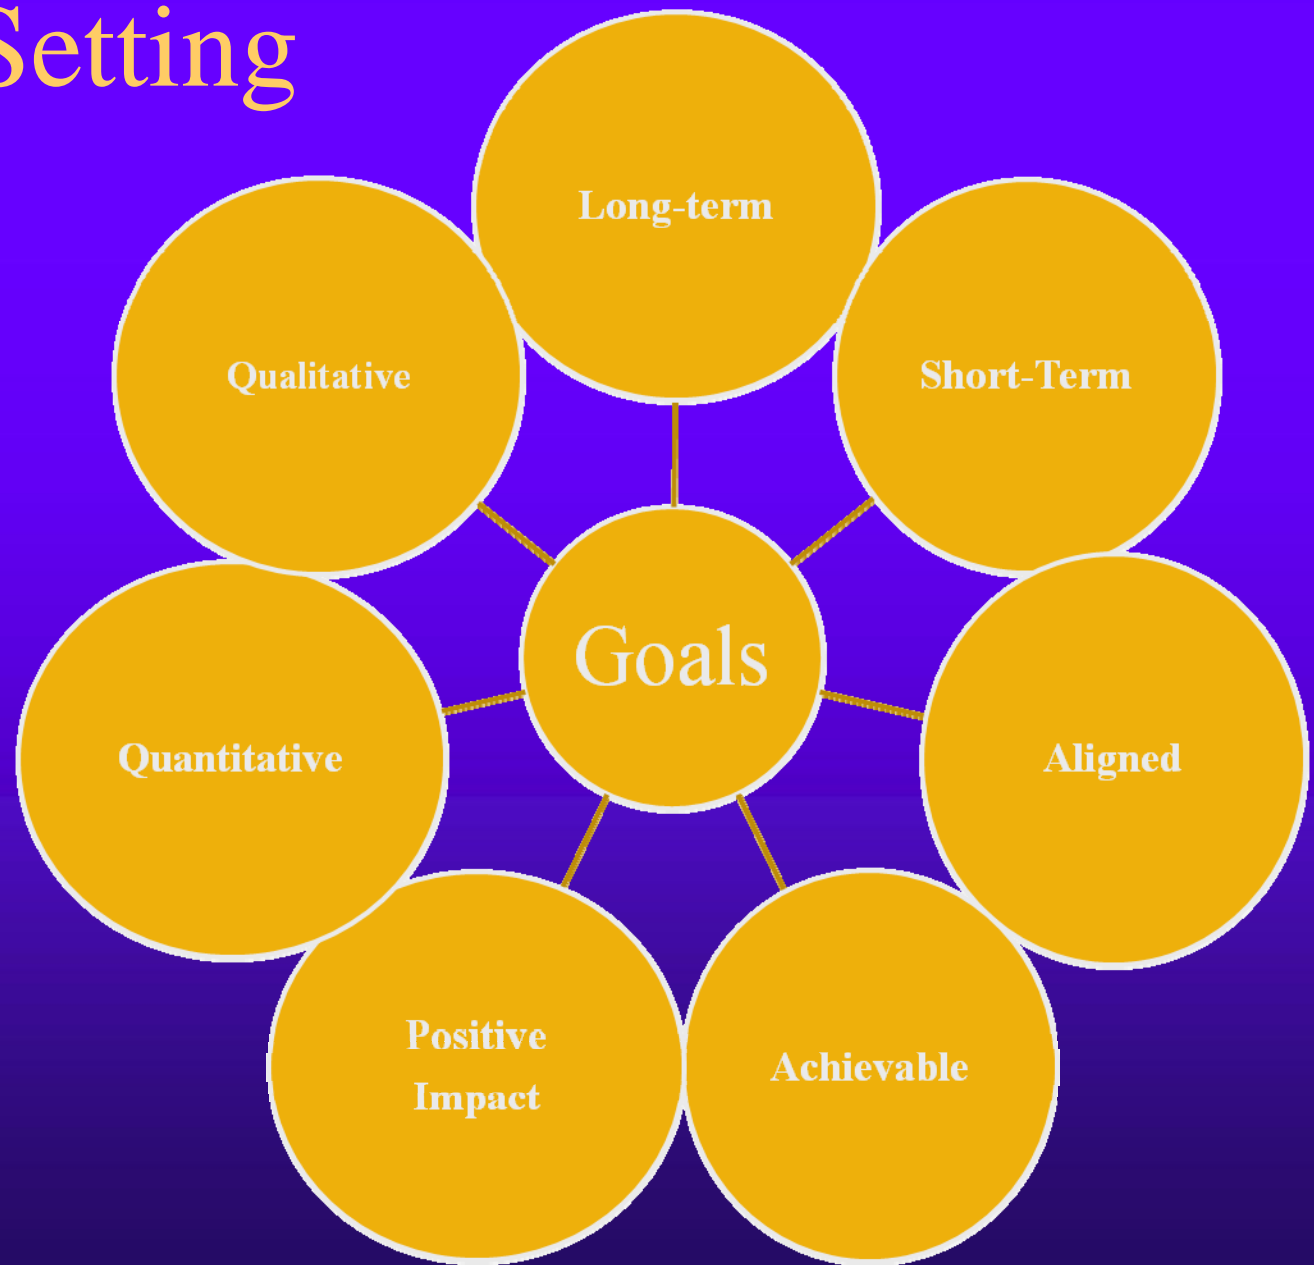 Setting
Long-term
Qualitative
Short-Term
Goals
Quantitative
Aligned
Positive
Impact
Achievable